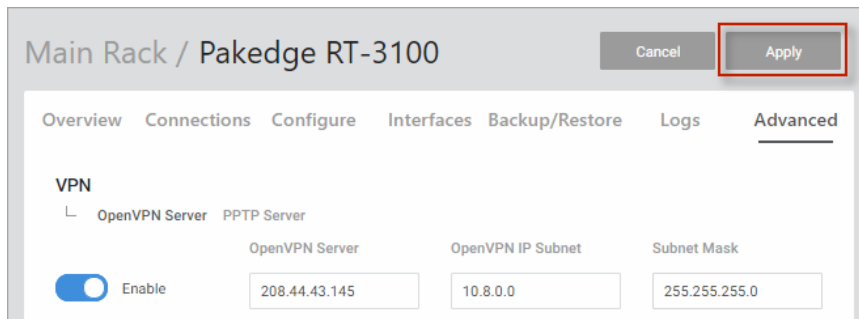 Main Rack / Pakedge RT-3100 Cancel Apply
Overview Connections Configure Interfaces Backup/Restore Logs Advanced
VPN
OpenVPN Server PPTP Server
OpenVPN Server OpenVPN IP Subnet Subnet Mask
Enable 208.44.43.145 10.8.0.0 255.255.255.0